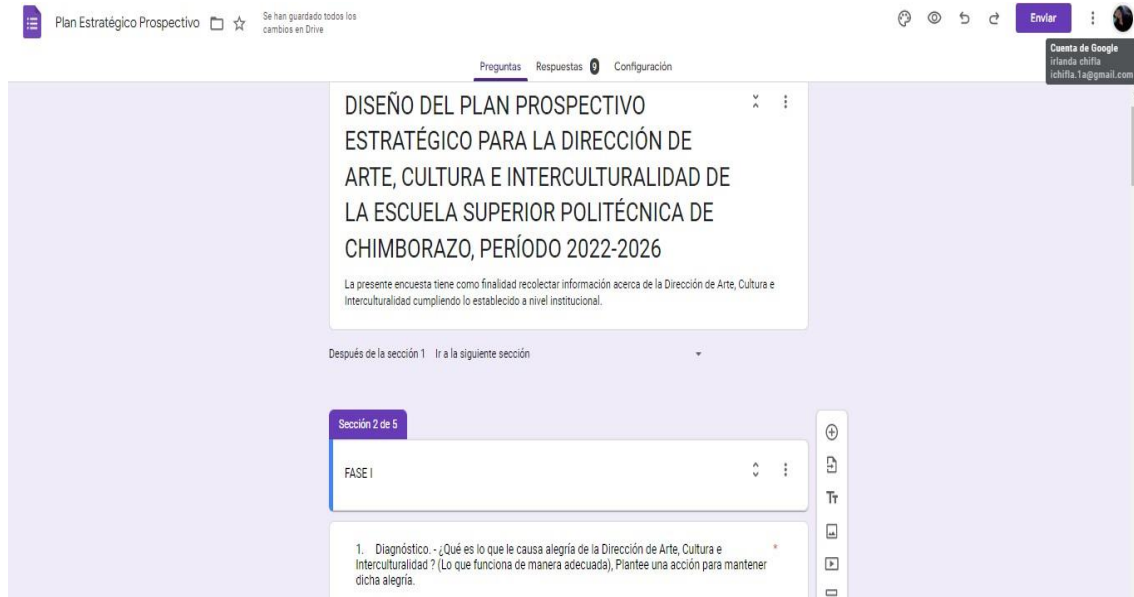 Plan Estratégico Prospectivo
Se han guardado todos los
cambios en Drive
Enviar
Cuenta de Google
irlanda chifla
ichifla.1a@gmail.com
Preguntas Respuestas 9 Configuración
DISEÑO DEL PLAN PROSPECTIVO
ESTRATÉGICO PARA LA DIRECCIÓN DE
ARTE, CULTURA E INTERCULTURALIDAD DE
LA ESCUELA SUPERIOR POLITÉCNICA DE
CHIMBORAZO, PERÍODO 2022-2026
La presente encuesta tiene como finalidad recolectar información acerca de la Dirección de Arte, Cultura e
Interculturalidad cumpliendo lo establecido a nivel institucional.
Después de la sección 1 Ir a la siguiente sección
Sección 2 de 5
FASE I
Tт
1. Diagnóstico. - ¿Qué es lo que le causa alegría de la Dirección de Arte, Cultura e *
Interculturalidad ? (Lo que funciona de manera adecuada), Plantee una acción para mantener
dicha alegría.